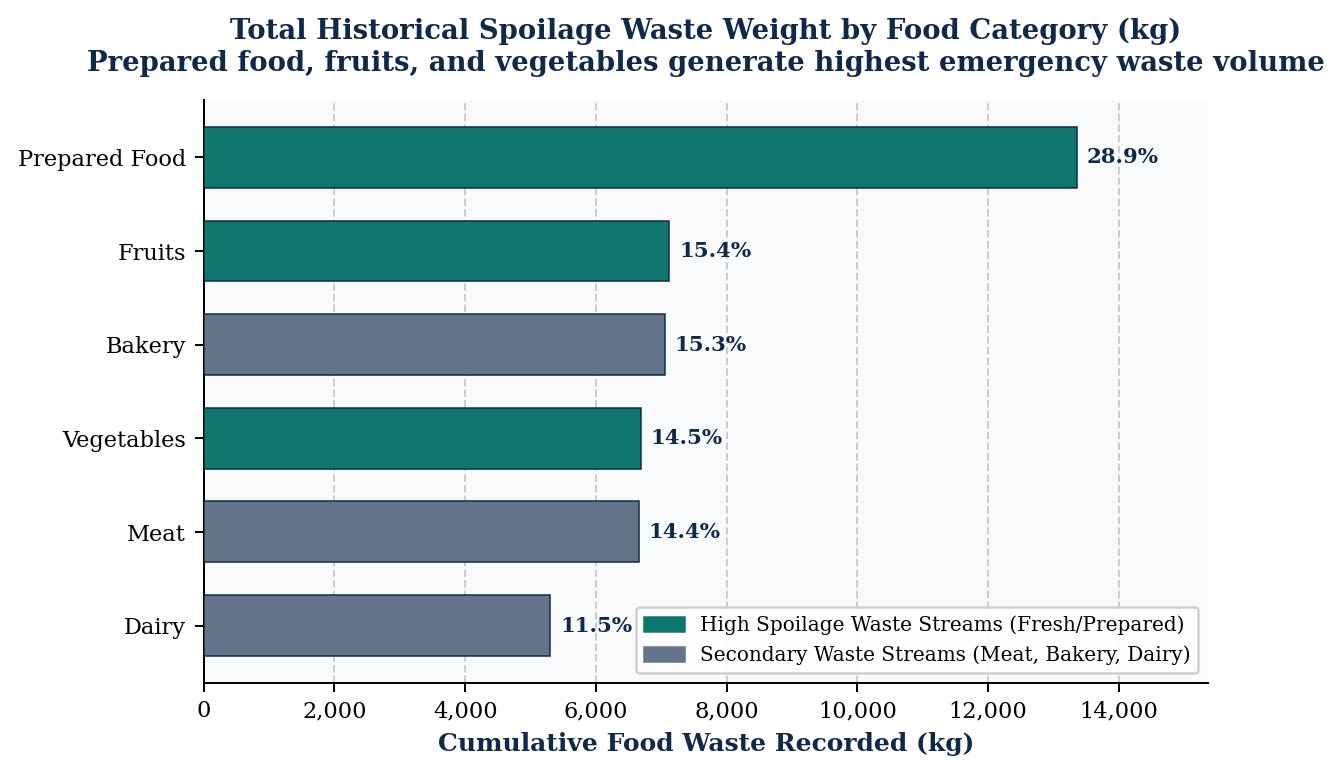 Total Historical Spoilage Waste Weight by Food Category (kg)
Prepared food, fruits, and vegetables generate highest emergency waste volume
Prepared Food
28.9%
Fruits
15.4%
Bakery
15.3%
Vegetables
14.5%
Meat
14.4%
Dairy
11.5%
High Spoilage Waste Streams (Fresh/Prepared)
Secondary Waste Streams (Meat, Bakery, Dairy)
0 2,000 4,000 6,000 8,000 10,000 12,000 14,000
Cumulative Food Waste Recorded (kg)